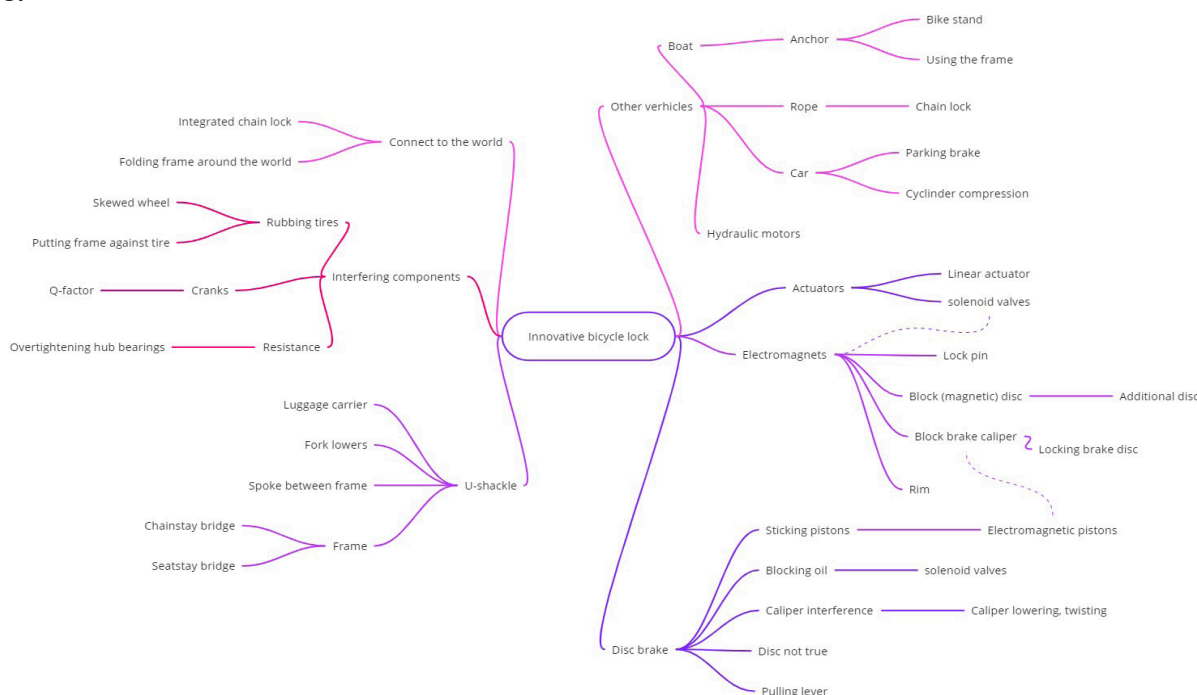 Bike stand
Boat
Anchor
Using the frame
Other verhicles
Rope
Chain lock
Integrated chain lock
Connect to the world
Folding frame around the world
Parking brake
Car
Cyclinder compression
Skewed wheel
Rubbing tires
Putting frame against tire
Hydraulic motors
Interfering components
Q-factor
Cranks
Linear actuator
Actuators
solenoid valves
Innovative bicycle lock
Overtightening hub bearings
Resistance
Electromagnets
Lock pin
Block (magnetic) disc
Additional disc
Luggage carrier
Block brake caliper
Fork lowers
Locking brake disc
Spoke between frame
U-shackle
Rim
Chainstay bridge
Sticking pistons
Electromagnetic pistons
Frame
Seatstay bridge
Blocking oil
solenoid valves
Caliper interference
Caliper lowering, twisting
Disc brake
Disc not true
Pulling lever